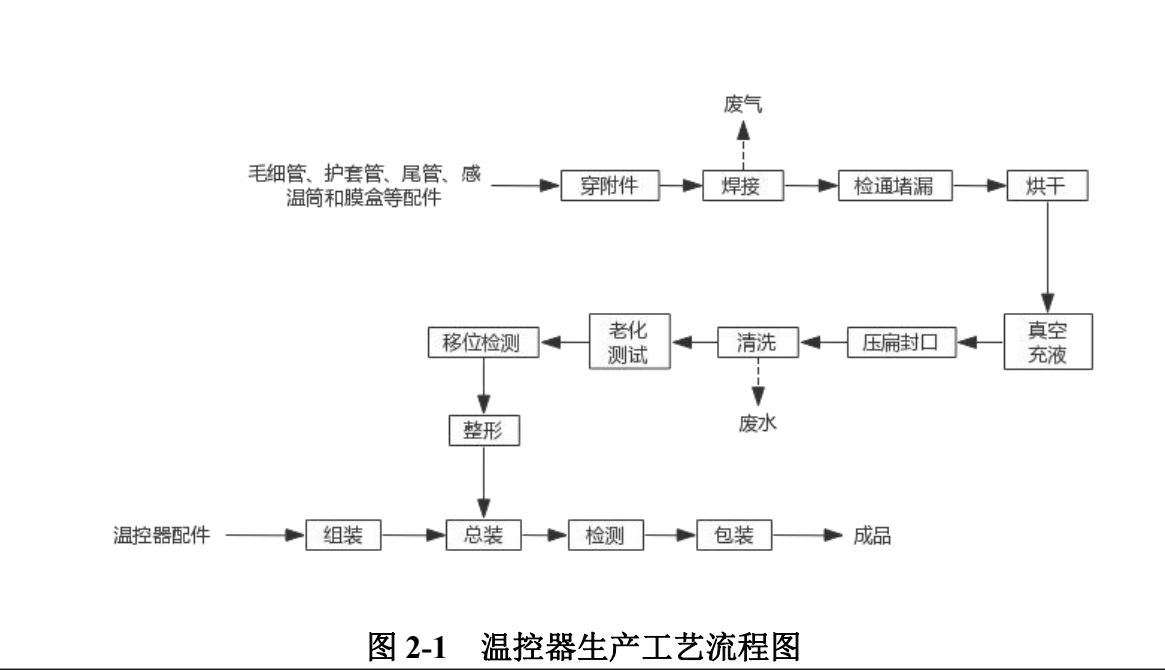 废气
毛细管、护套管、尾管、感
温筒和膜盒等配件
穿附件
焊接
检通堵漏
烘干
真空
充液
压扁封口
清洗
老化
测试
移位检测
废水
整形
温控器配件
组装
总装
检测
包装
成品
图 2-1 温控器生产工艺流程图